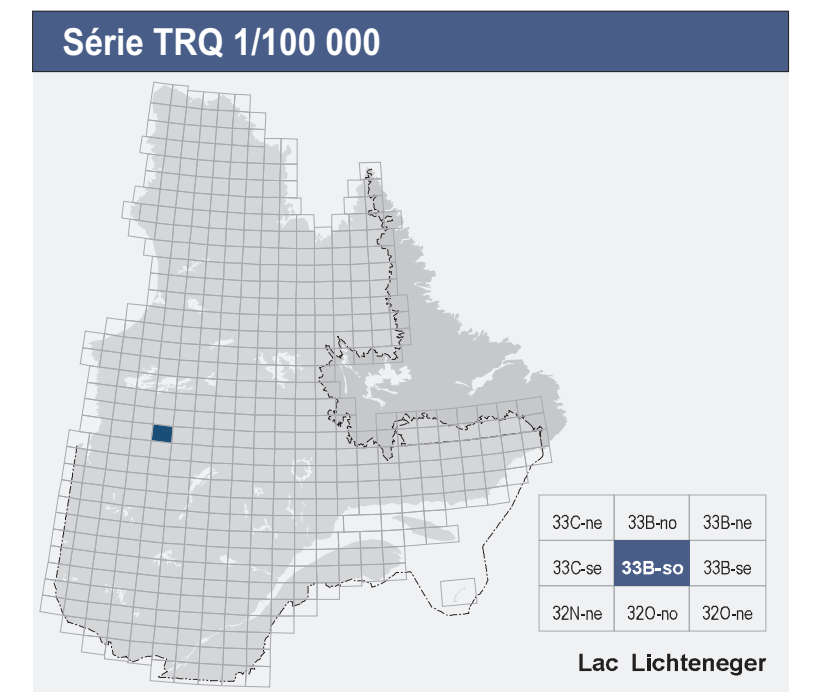 Série TRQ 1/100 000
33C-ne 33B-no 33B-ne
33C-se 33B-so 33B-se
32N-ne 32O-no 32O-ne
Lac Lichteneger